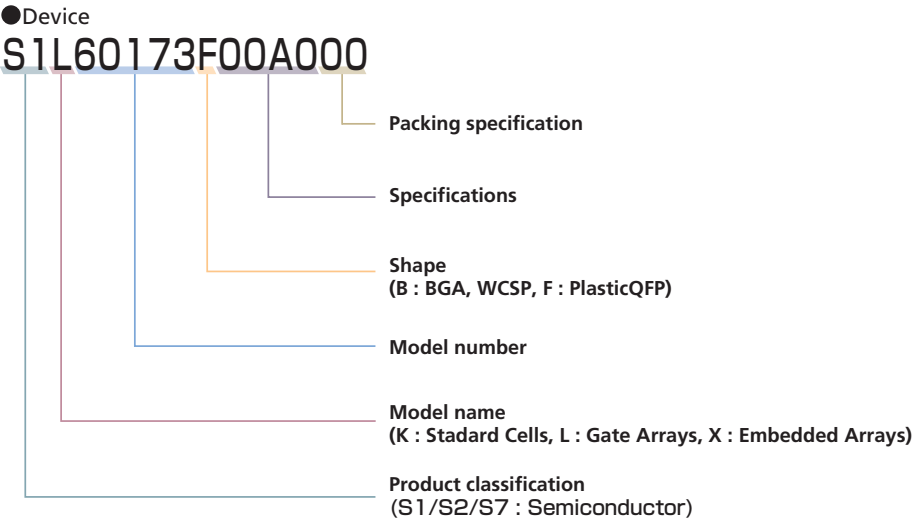 ●Device
S1L60173F00A000
Packing specification
Specifications
Shape
(B : BGA, WCSP, F : PlasticQFP)
Model number
Model name
(K : Stadard Cells, L : Gate Arrays, X : Embedded Arrays)
Product classification
(S1/S2/S7 : Semiconductor)